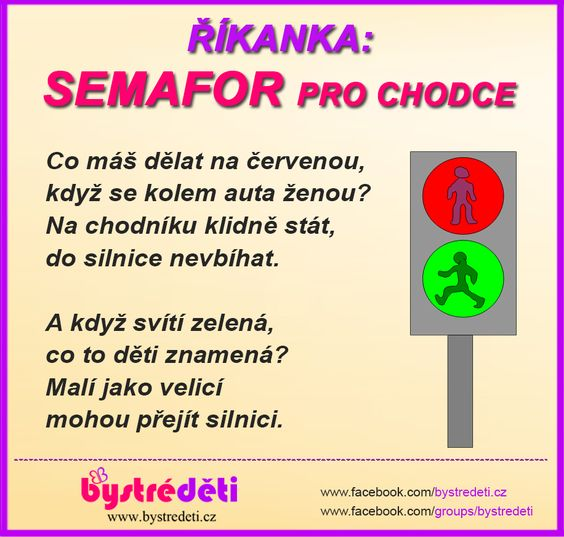 ŘÍKANKA:
SEMAFOR PRO CHODCE
Co máš dělat na červenou,
když se kolem auta ženou?
Na chodníku klidně stát,
do silnice nevbíhat.
A když svítí zelená,
co to děti znamená?
Malí jako velicí
mohou přejít silnici.
bystréděti
www.bystredeti.cz
www.facebook.com/bystredeti.cz
www.facebook.com/groups/bystredeti